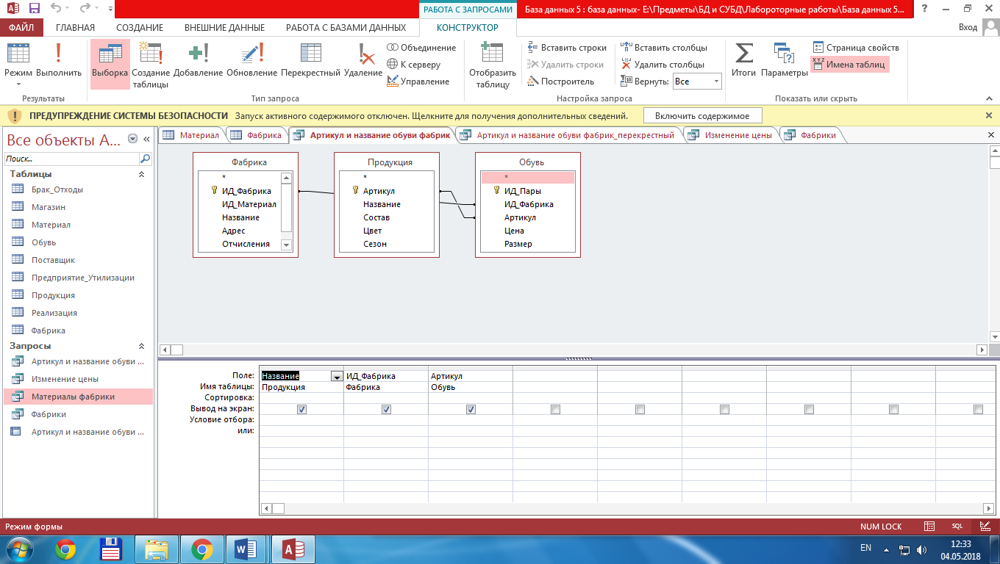 РАБОТА С ЗАПРОСАМИ
База данных 5 : база данных- E:\Предметы\БД и СУБД\Лабороторные работы\База данных 5...
ФАЙЛ ГЛАВНАЯ СОЗДАНИЕ ВНЕШНИЕ ДАННЫЕ РАБОТА С БАЗАМИ ДАННЫХ КОНСТРУКТОР Вход
Режим Выполнить Выборка Создание таблицы Добавление Обновление Перекрестный Удаление
Объединение
К серверу
Управление
Отобразить таблицу
Вставить строки
Удалить строки
Построитель
Вставить столбцы
Удалить столбцы
Вернуть: Все
Итоги Параметры
Страница свойств
XYZ Имена таблиц
Результаты Тип запроса Настройка запроса Показать или скрыть
ПРЕДУПРЕЖДЕНИЕ СИСТЕМЫ БЕЗОПАСНОСТИ Запуск активного содержимого отключен. Щелкните для получения дополнительных сведений. Включить содержимое
Все объекты A...
Поиск...
Таблицы
Брак_Отходы
Магазин
Материал
Обувь
Поставщик
Предприятие_Утилизации
Продукция
Реализация
Фабрика
Запросы
Артикул и название обуви ...
Изменение цены
Материалы фабрики
Фабрики
Артикул и название обуви ...
Материал Фабрика Артикул и название обуви фабрик Артикул и название обуви фабрик_перекрестный Изменение цены Фабрики
Фабрика
*
ИД_Фабрика
ИД_Материал
Название
Адрес
Отчисления
Продукция
*
Артикул
Название
Состав
Цвет
Сезон
Обувь
*
ИД_Пары
ИД_Фабрика
Артикул
Цена
Размер
Поле: Название ИД_Фабрика Артикул
Имя таблицы: Продукция Фабрика Обувь
Сортировка:
Вывод на экран:
Условие отбора:
или:
Режим формы NUM LOCK SQL
EN 12:33
04.05.2018